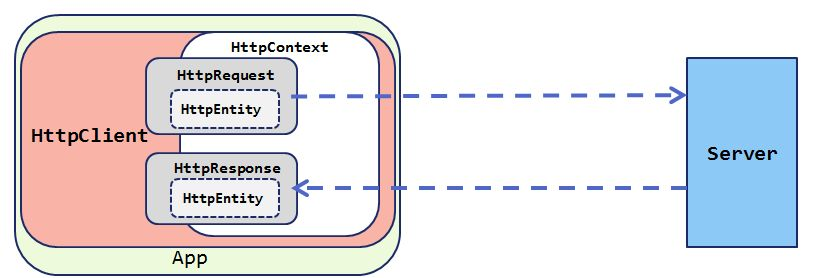 HttpContext
HttpRequest
HttpEntity
HttpClient
HttpResponse
HttpEntity
App
Server